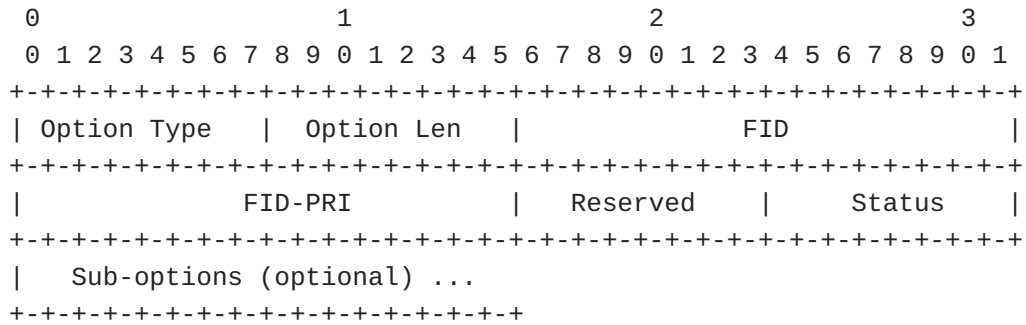 0                   1                   2                   3
 0 1 2 3 4 5 6 7 8 9 0 1 2 3 4 5 6 7 8 9 0 1 2 3 4 5 6 7 8 9 0 1
+-+-+-+-+-+-+-+-+-+-+-+-+-+-+-+-+-+-+-+-+-+-+-+-+-+-+-+-+-+-+-+-+
| Option Type   |  Option Len   |              FID              |
+-+-+-+-+-+-+-+-+-+-+-+-+-+-+-+-+-+-+-+-+-+-+-+-+-+-+-+-+-+-+-+-+
|              FID-PRI          |   Reserved    |     Status    |
+-+-+-+-+-+-+-+-+-+-+-+-+-+-+-+-+-+-+-+-+-+-+-+-+-+-+-+-+-+-+-+-+
|   Sub-options (optional) ...
+-+-+-+-+-+-+-+-+-+-+-+-+-+-+-+-+